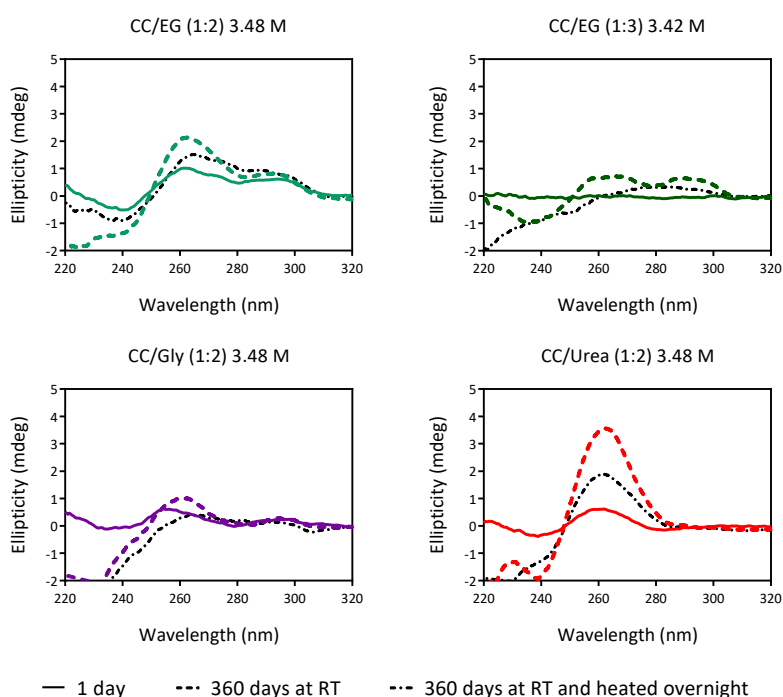 CC/EG (1:2) 3.48 M
Ellipticity (mdeg)
5
4
3
2
1
0
-1
-2
220 240 260 280 300 320
Wavelength (nm)
CC/EG (1:3) 3.42 M
Ellipticity (mdeg)
5
4
3
2
1
0
-1
-2
220 240 260 280 300 320
Wavelength (nm)
CC/Gly (1:2) 3.48 M
Ellipticity (mdeg)
5
4
3
2
1
0
-1
-2
220 240 260 280 300 320
Wavelength (nm)
CC/Urea (1:2) 3.48 M
Ellipticity (mdeg)
5
4
3
2
1
0
-1
-2
220 240 260 280 300 320
Wavelength (nm)
1 day 360 days at RT 360 days at RT and heated overnight